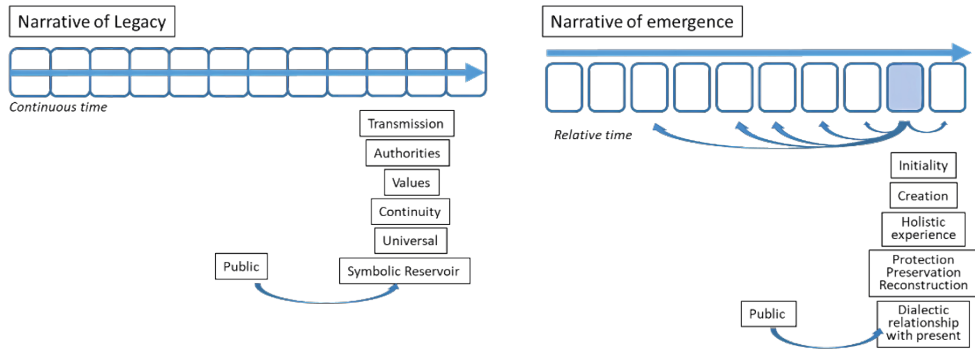 Narrative of Legacy
Continuous time
Transmission
Authorities
Values
Continuity
Universal
Public
Symbolic Reservoir
Narrative of emergence
Relative time
Initiality
Creation
Holistic
experience
Protection
Preservation
Reconstruction
Public
Dialectic
relationship
with present